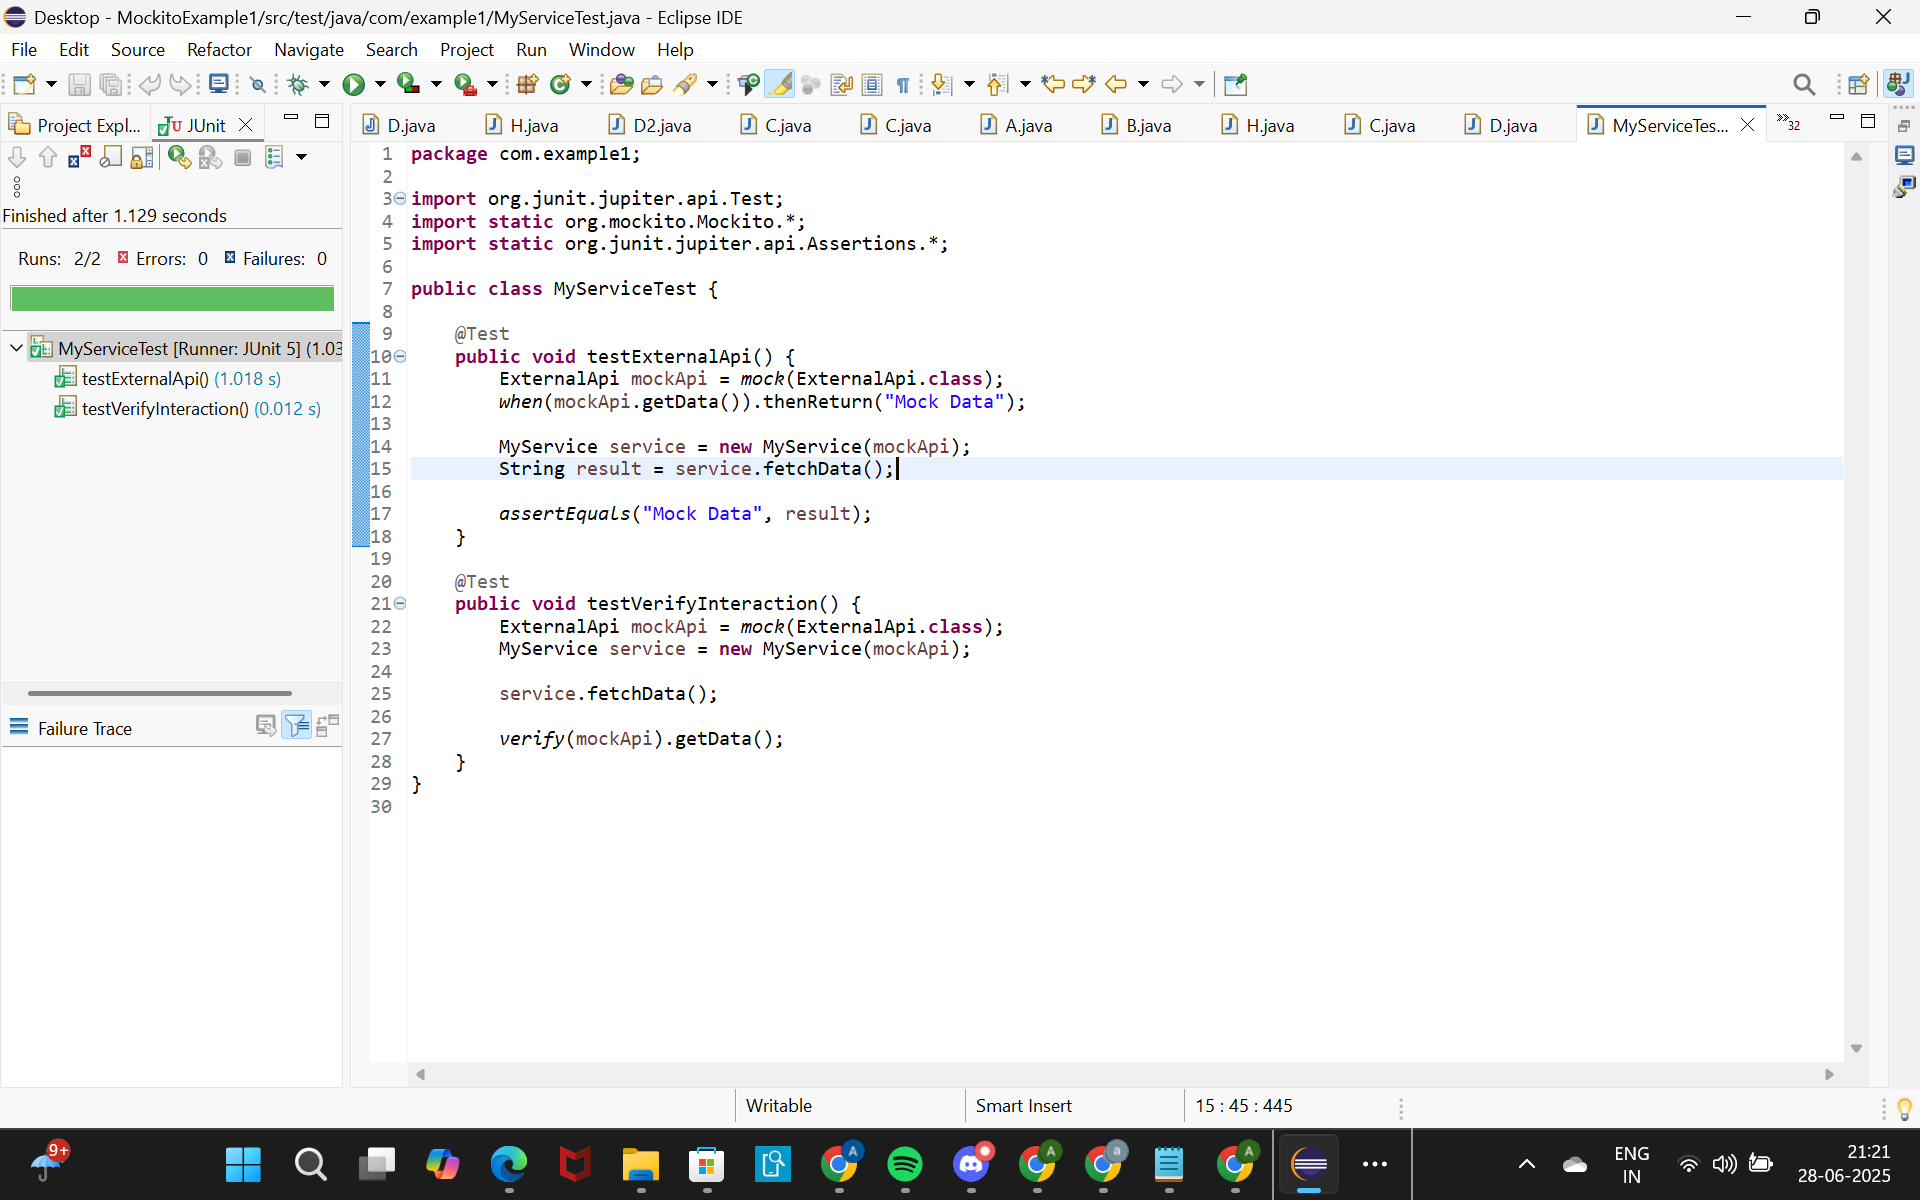 Desktop - MockitoExample1/src/test/java/com/example1/MyServiceTest.java - Eclipse IDE
File Edit Source Refactor Navigate Search Project Run Window Help
Project Expl... JUnit
D.java H.java D2.java C.java C.java A.java B.java H.java C.java D.java MyServiceTes... 32
Finished after 1.129 seconds
Runs: 2/2 Errors: 0 Failures: 0
MyServiceTest [Runner: JUnit 5] (1.03
testExternalApi() (1.018 s)
testVerifyInteraction() (0.012 s)
Failure Trace
1 package com.example1;
2
3 import org.junit.jupiter.api.Test;
4 import static org.mockito.Mockito.*;
5 import static org.junit.jupiter.api.Assertions.*;
6
7 public class MyServiceTest {
8
9 @Test
10 public void testExternalApi() {
11 ExternalApi mockApi = mock(ExternalApi.class);
12 when(mockApi.getData()).thenReturn("Mock Data");
13
14 MyService service = new MyService(mockApi);
15 String result = service.fetchData();
16
17 assertEquals("Mock Data", result);
18 }
19
20 @Test
21 public void testVerifyInteraction() {
22 ExternalApi mockApi = mock(ExternalApi.class);
23 MyService service = new MyService(mockApi);
24
25 service.fetchData();
26
27 verify(mockApi).getData();
28 }
29 }
30
Writable Smart Insert 15 : 45 : 445
9+
A A a A
ENG
IN
21:21
28-06-2025